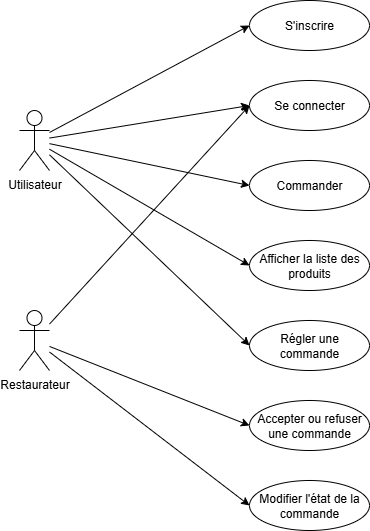 S'inscrire
Se connecter
Utilisateur
Commander
Afficher la liste des
produits
Régler une
commande
Restaurateur
Accepter ou refuser
une commande
Modifier l'état de la
commande